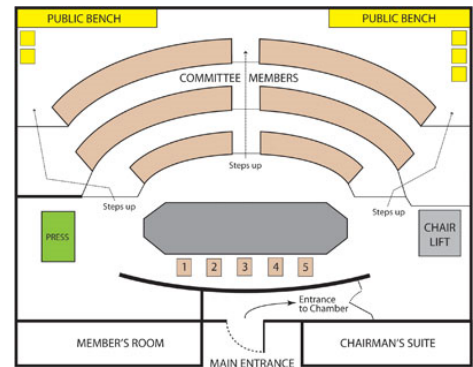 PUBLIC BENCH
PUBLIC BENCH
COMMITTEE MEMBERS
Steps up
Steps up
Steps up
PRESS
CHAIR
LIFT
1 2 3 4 5
Entrance
to Chamber
MEMBER'S ROOM
MAIN ENTRANCE
CHAIRMAN'S SUITE